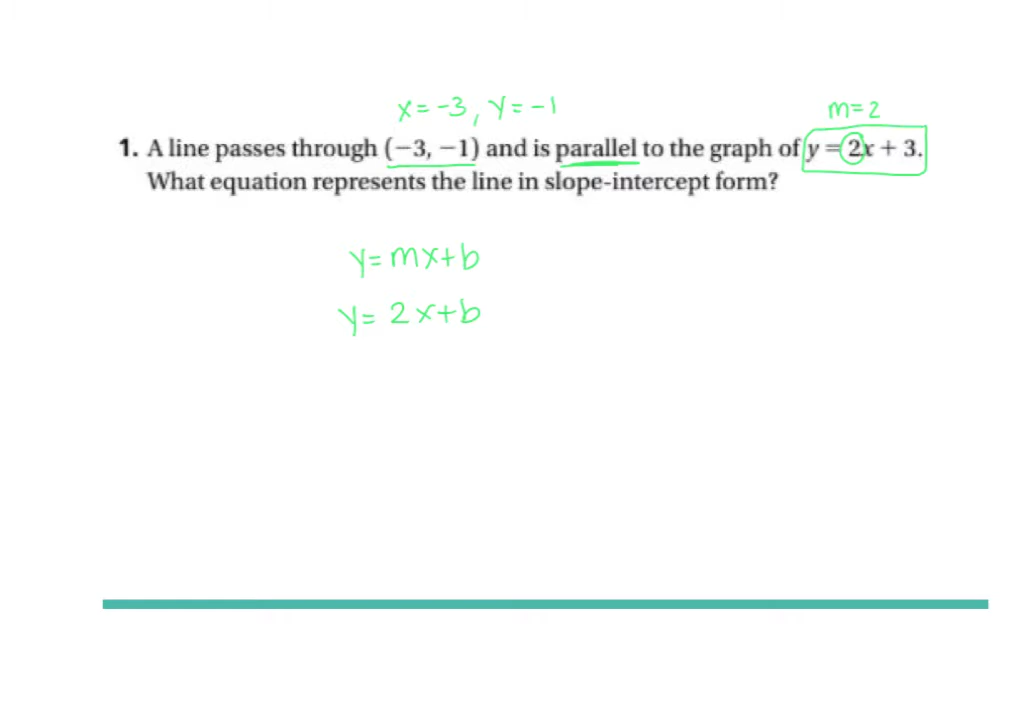 x=-3, y=-1
m=2
1. A line passes through (−3, −1) and is parallel to the graph of y = 2x + 3.
What equation represents the line in slope-intercept form?
y=mx+b
y=2x+b